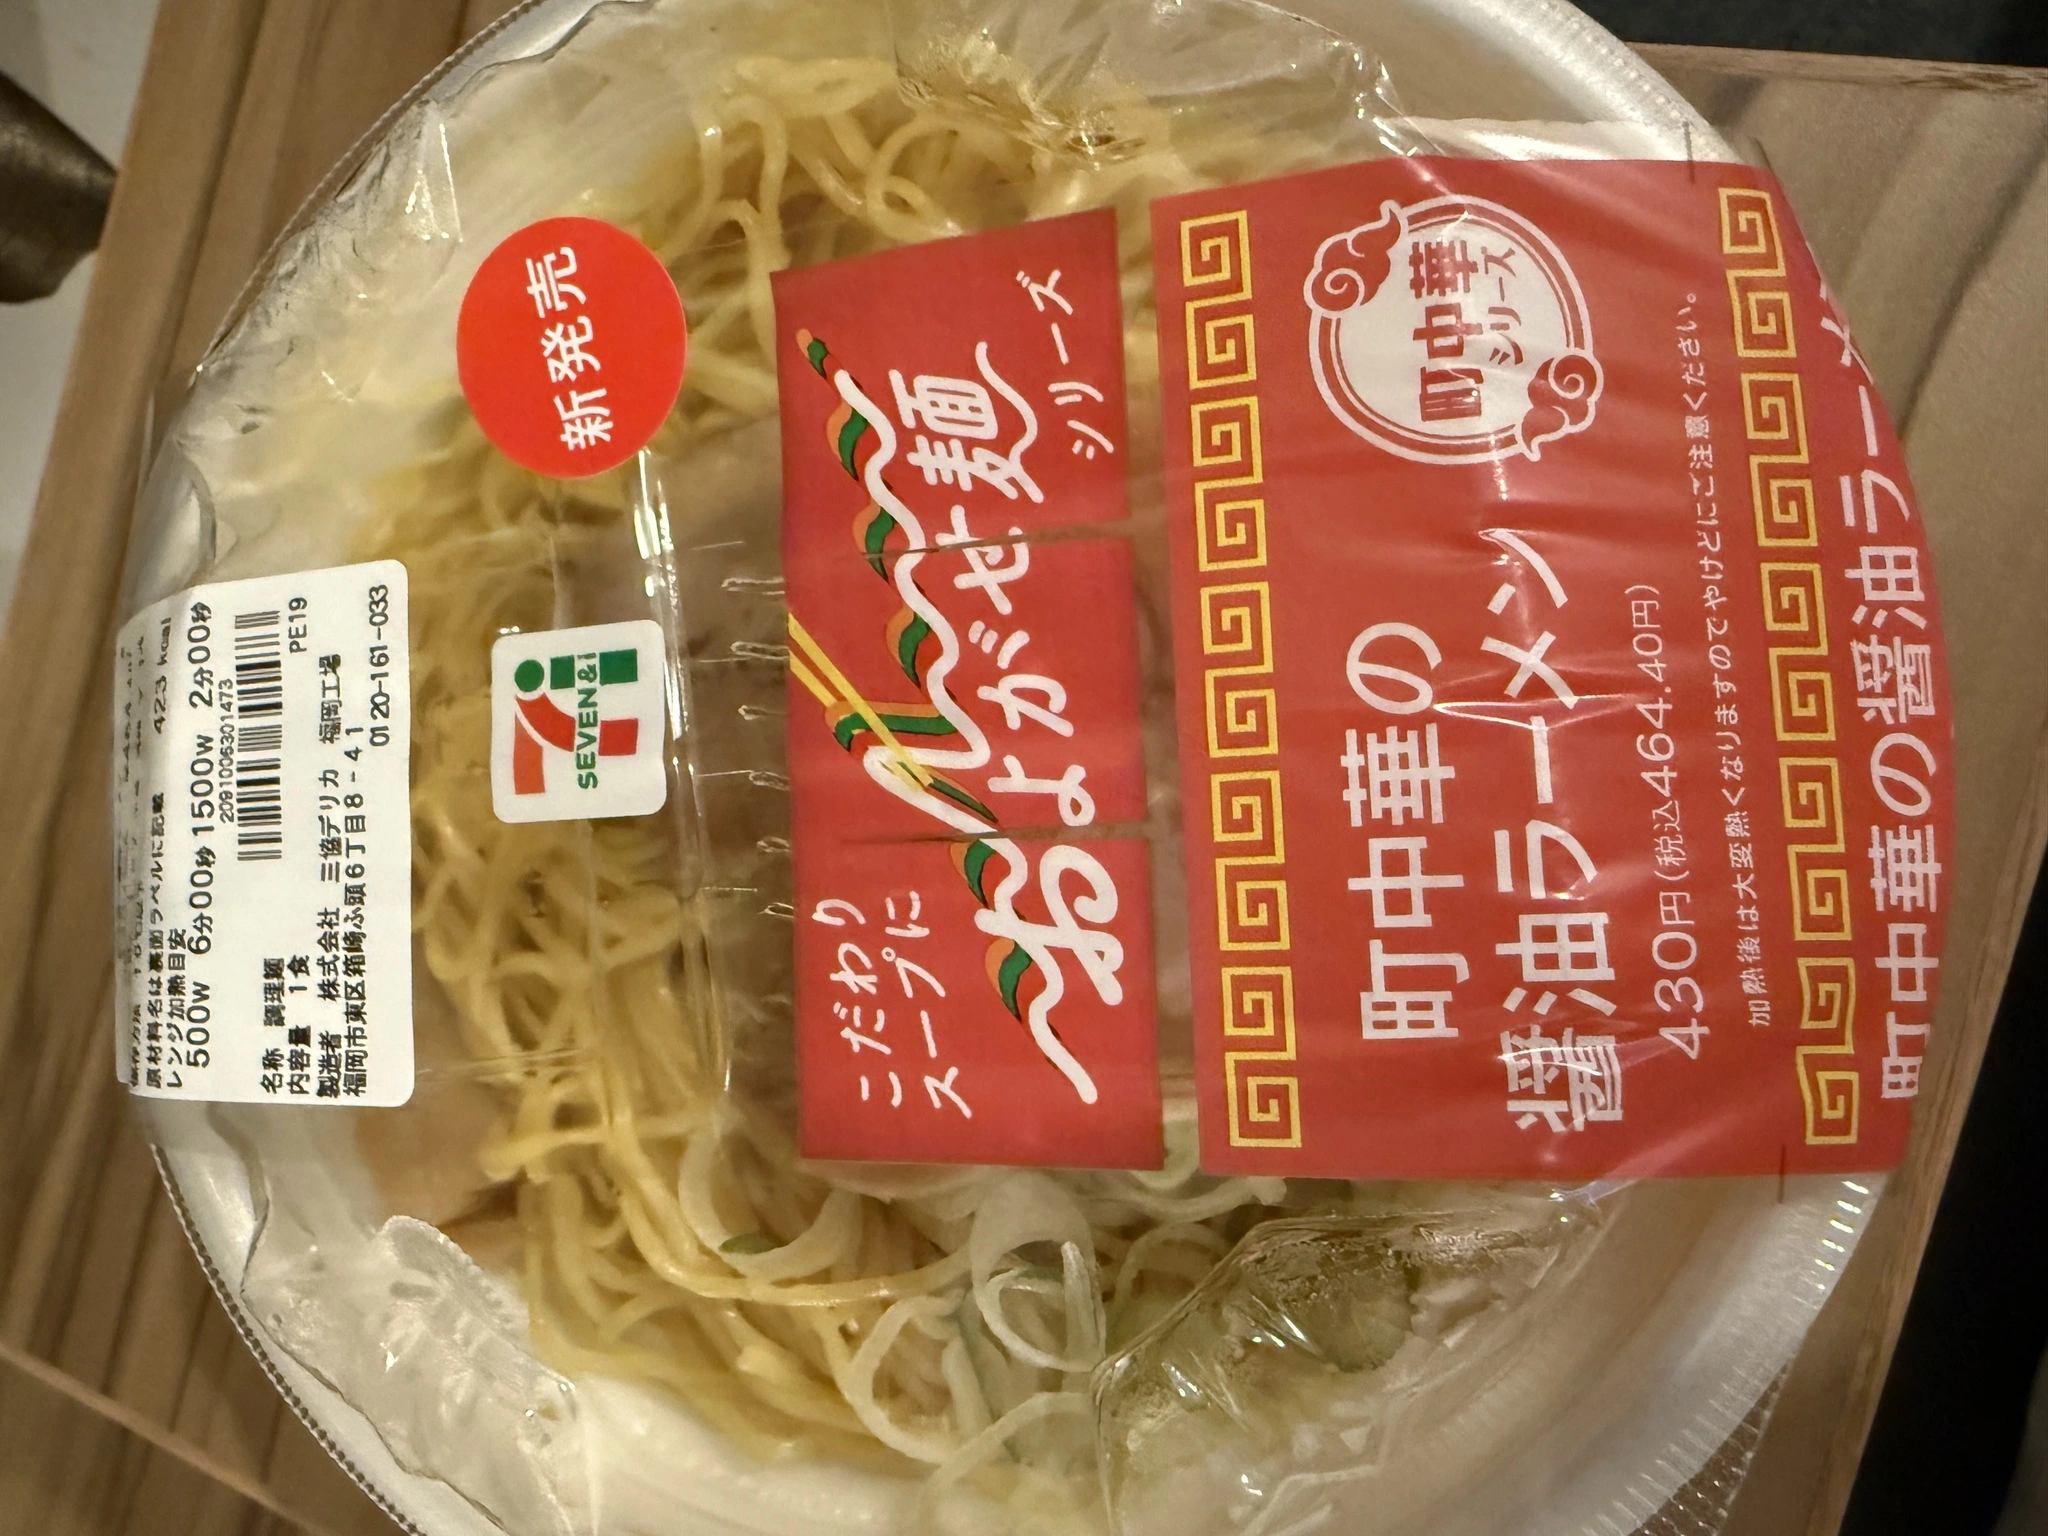 原材料名は裏面ラベルに記載 423 kcal
レンジ加熱目安
500w 6分00秒 1500w 2分00秒
2091006301473
PE19
名称 調理麺
内容量 1食
製造者 株式会社 三協デリカ 福岡工場
福岡市東区箱崎ふ頭6丁目8-41
0120-161-033
新発売
SEVEN&i
こだわり
スープに
およがせ麺
シリーズ
町中華
シリーズ
町中華の
醤油ラーメン
430円(税込464.40円)
加熱後は大変熱くなりますのでやけどにご注意ください。
町中華の醤油ラーメン